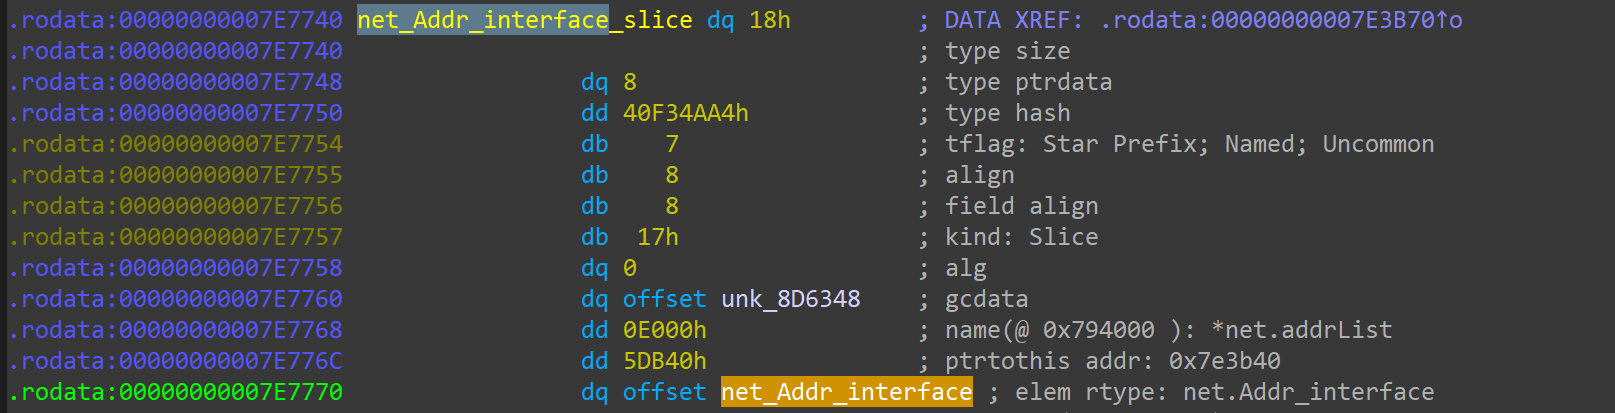 .rodata:00000000007E7740 net_Addr_interface_slice dq 18h ; DATA XREF: .rodata:00000000007E3B70↑o
.rodata:00000000007E7740 ; type size
.rodata:00000000007E7748 dq 8 ; type ptrdata
.rodata:00000000007E7750 dd 40F34AA4h ; type hash
.rodata:00000000007E7754 db 7 ; tflag: Star Prefix; Named; Uncommon
.rodata:00000000007E7755 db 8 ; align
.rodata:00000000007E7756 db 8 ; field align
.rodata:00000000007E7757 db 17h ; kind: Slice
.rodata:00000000007E7758 dq 0 ; alg
.rodata:00000000007E7760 dq offset unk_8D6348 ; gcdata
.rodata:00000000007E7768 dd 0E000h ; name(@ 0x794000 ): *net.addrList
.rodata:00000000007E776C dd 5DB40h ; ptrtothis addr: 0x7e3b40
.rodata:00000000007E7770 dq offset net_Addr_interface ; elem rtype: net.Addr_interface